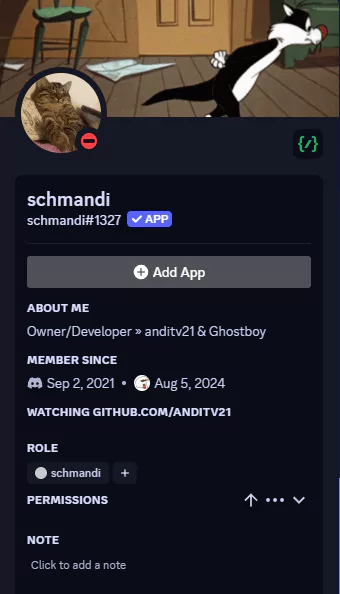 schmandi
schmandi#1327 APP
Add App
ABOUT ME
Owner/Developer » anditv21 & Ghostboy
MEMBER SINCE
Sep 2, 2021 • Aug 5, 2024
WATCHING GITHUB.COM/ANDITV21
ROLE
schmandi +
PERMISSIONS
NOTE
Click to add a note